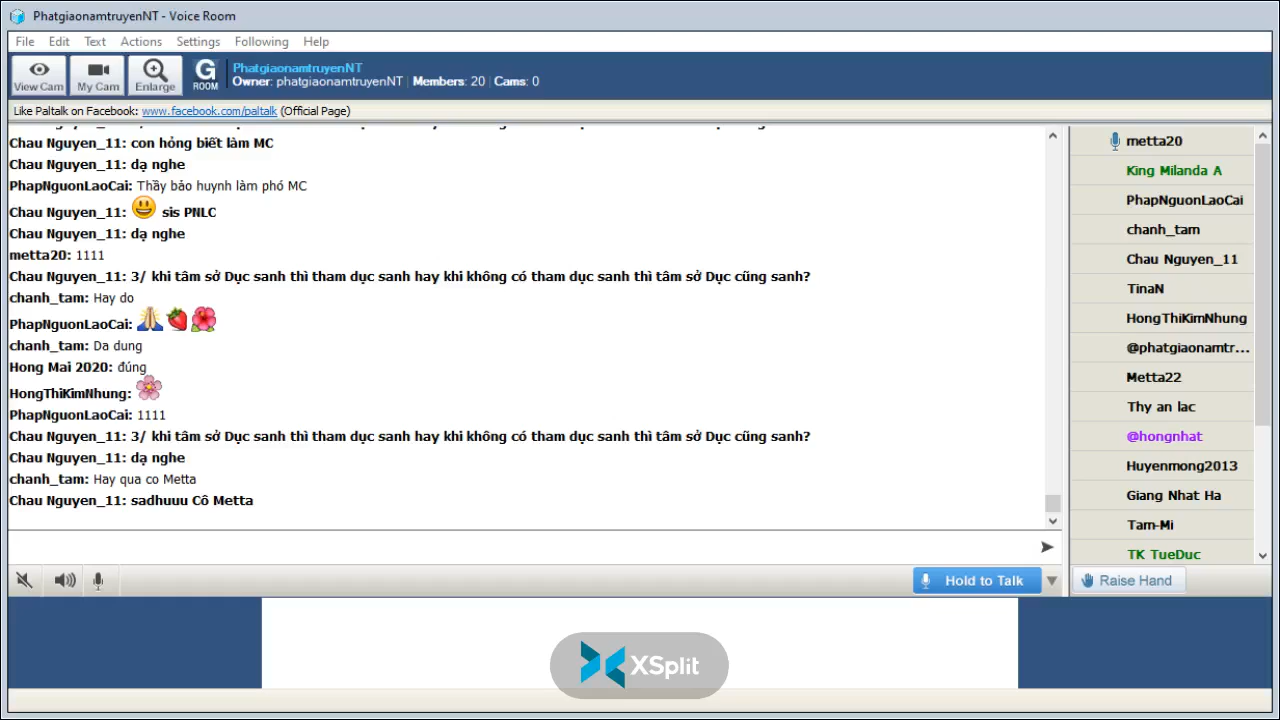 PhatgiaonamtruyenNT - Voice Room
File Edit Text Actions Settings Following Help
View Cam My Cam Enlarge G ROOM
PhatgiaonamtruyenNT
Owner: phatgiaonamtruyenNT Members: 20 Cams: 0
Like Paltalk on Facebook: www.facebook.com/paltalk (Official Page)
Chau Nguyen_11: con hỏng biết làm MC
Chau Nguyen_11: dạ nghe
PhapNguonLaoCai: Thầy bảo huynh làm phó MC
Chau Nguyen_11: sis PNLC
Chau Nguyen_11: dạ nghe
metta20: 1111
Chau Nguyen_11: 3/ khi tâm sở Dục sanh thì tham dục sanh hay khi không có tham dục sanh thì tâm sở Dục cũng sanh?
chanh_tam: Hay do
PhapNguonLaoCai:
chanh_tam: Da dung
Hong Mai 2020: đúng
HongThiKimNhung:
PhapNguonLaoCai: 1111
Chau Nguyen_11: 3/ khi tâm sở Dục sanh thì tham dục sanh hay khi không có tham dục sanh thì tâm sở Dục cũng sanh?
Chau Nguyen_11: dạ nghe
chanh_tam: Hay qua co Metta
Chau Nguyen_11: sadhuuu Cô Metta
metta20
King Milanda A
PhapNguonLaoCai
chanh_tam
Chau Nguyen_11
TinaN
HongThiKimNhung
@phatgiaonamtr...
Metta22
Thy an lac
@hongnhat
Huyenmong2013
Giang Nhat Ha
Tam-Mi
TK TueDuc
Hold to Talk
Raise Hand
XSplit